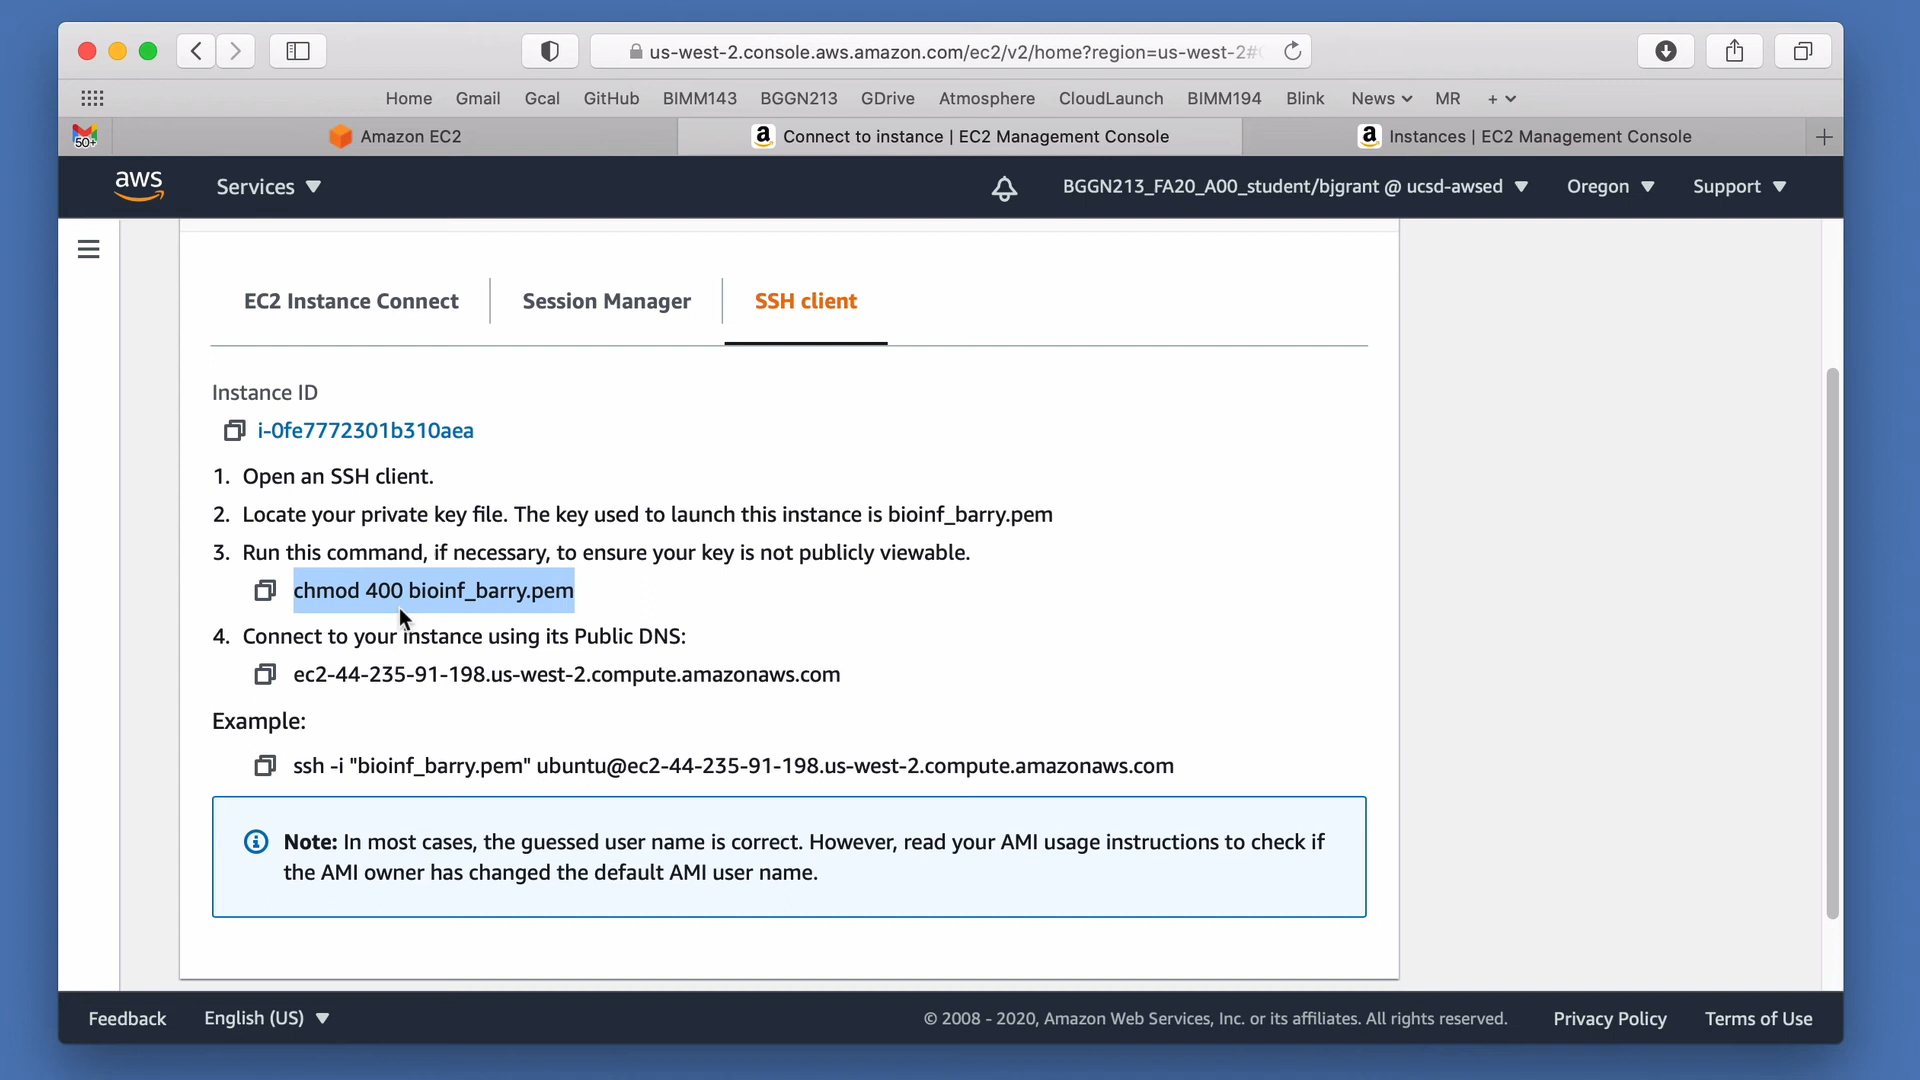 us-west-2.console.aws.amazon.com/ec2/v2/home?region=us-west-2#
Home Gmail Gcal GitHub BIMM143 BGGN213 GDrive Atmosphere CloudLaunch BIMM194 Blink News MR +
50+ Amazon EC2 a Connect to instance | EC2 Management Console a Instances | EC2 Management Console +
aws Services BGGN213_FA20_A00_student/bjgrant @ ucsd-awsed Oregon Support
EC2 Instance Connect Session Manager SSH client
Instance ID
i-0fe7772301b310aea
1. Open an SSH client.
2. Locate your private key file. The key used to launch this instance is bioinf_barry.pem
3. Run this command, if necessary, to ensure your key is not publicly viewable.
chmod 400 bioinf_barry.pem
4. Connect to your instance using its Public DNS:
ec2-44-235-91-198.us-west-2.compute.amazonaws.com
Example:
ssh -i "bioinf_barry.pem" ubuntu@ec2-44-235-91-198.us-west-2.compute.amazonaws.com
Note: In most cases, the guessed user name is correct. However, read your AMI usage instructions to check if
the AMI owner has changed the default AMI user name.
Feedback English (US) © 2008 - 2020, Amazon Web Services, Inc. or its affiliates. All rights reserved. Privacy Policy Terms of Use